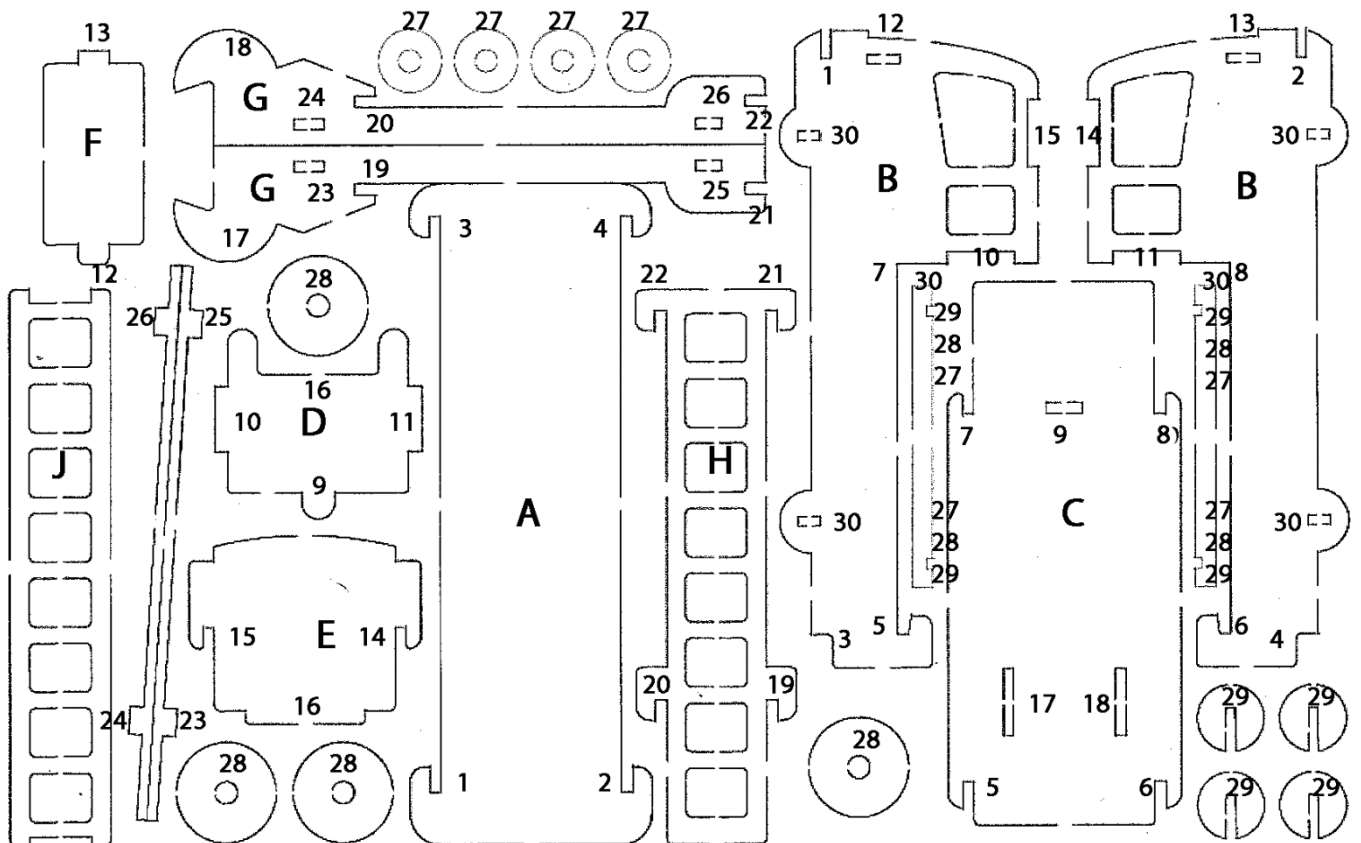 13 18 27 27 27 27 12 13
G 24 26 1 2
F 20 22 30 15 14 30
G 23 19 25 B B
17 3 4 21
12 28 22 21 7 10 11 8
26 25 30 29 30 29
28 28
16 27 27
10 D 11 7 9 8
J H
9 A 27 C 27
30 28 28 30
29 29
15 E 14 3 5 6 4
16 20 19 17 18 29 29
24 23
28 28 1 2 28 5 6 29 29